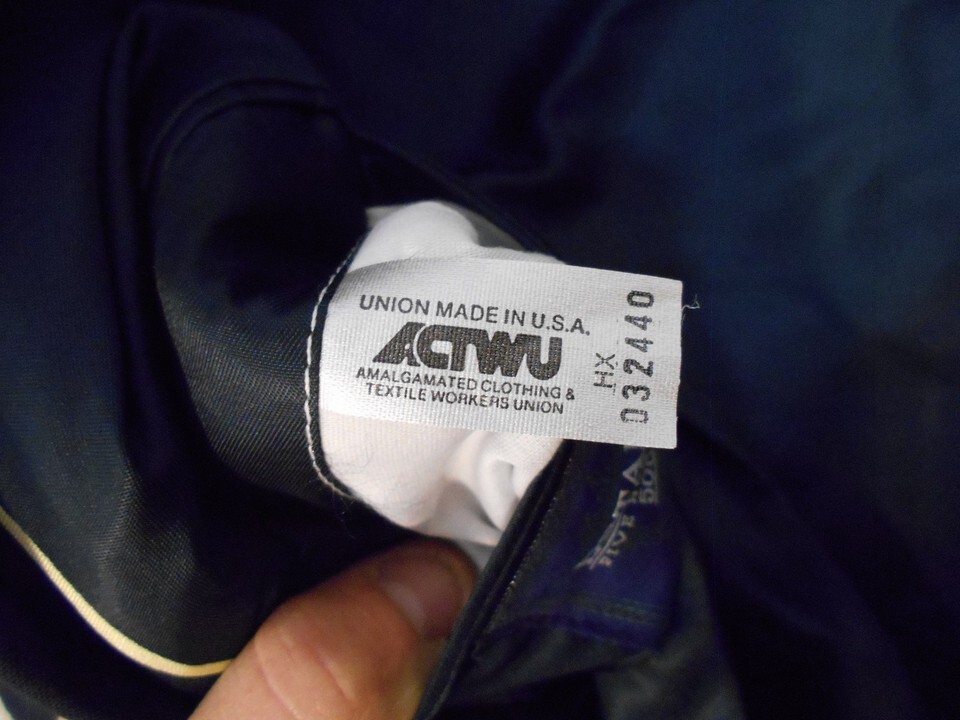 UNION MADE IN U.S.A.
ACTWU
AMALGAMATED CLOTHING &
TEXTILE WORKERS UNION
HX
032440